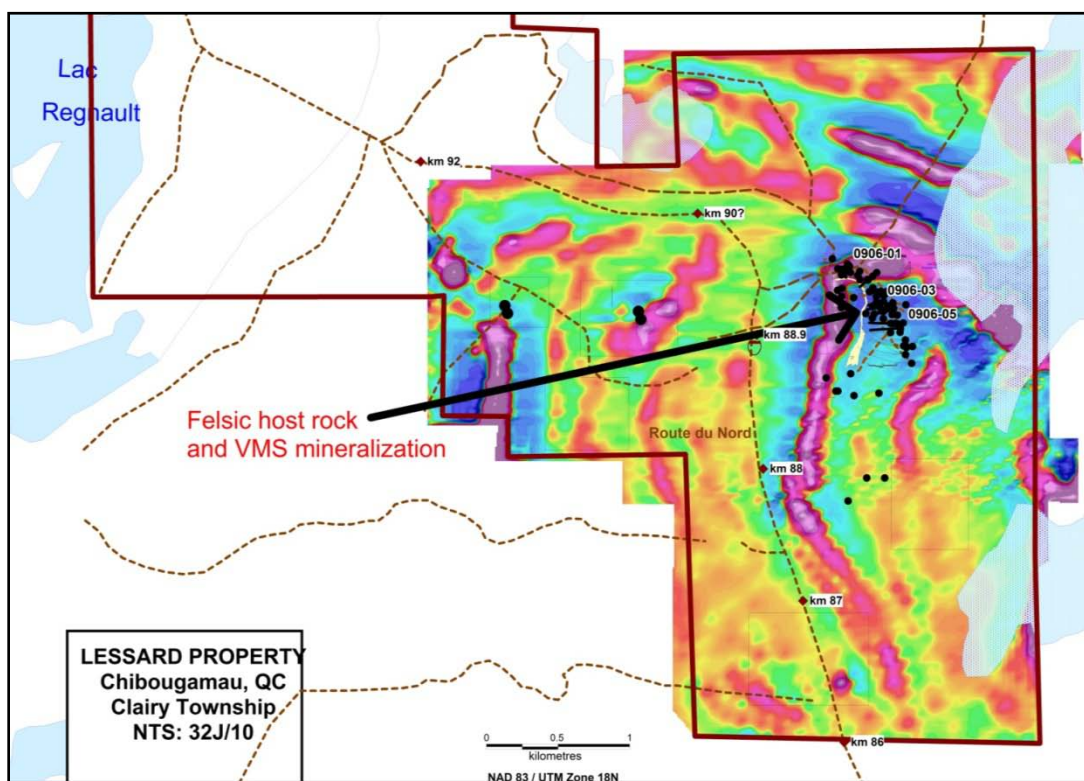 Lac
Regnault
km 92
km 90?
0906-01
0906-03
0906-05
km 88.9
Felsic host rock
and VMS mineralization
Route du Nord
km 88
km 87
LESSARD PROPERTY
Chibougamau, QC
Clairy Township
NTS: 32J/10
0 0.5 1
kilometres
km 86
NAD 83 / UTM Zone 18N